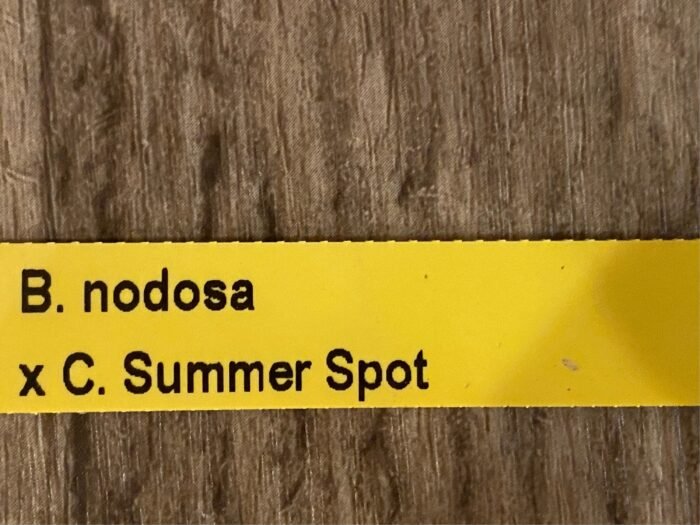 B. nodosa
x C. Summer Spot